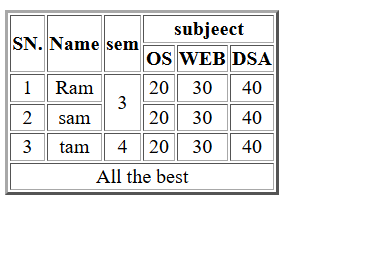 SN. Name sem subjeect
OS WEB DSA
1 Ram 3 20 30 40
2 sam 20 30 40
3 tam 4 20 30 40
All the best